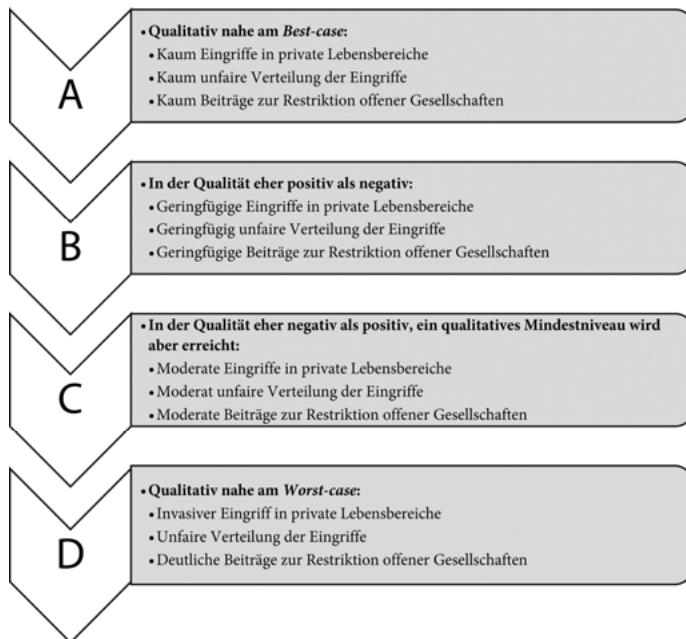 A
• Qualitativ nahe am Best-case:
• Kaum Eingriffe in private Lebensbereiche
• Kaum unfaire Verteilung der Eingriffe
• Kaum Beiträge zur Restriktion offener Gesellschaften
B
• In der Qualität eher positiv als negativ:
• Geringfügige Eingriffe in private Lebensbereiche
• Geringfügig unfaire Verteilung der Eingriffe
• Geringfügige Beiträge zur Restriktion offener Gesellschaften
C
• In der Qualität eher negativ als positiv, ein qualitatives Mindestniveau wird
aber erreicht:
• Moderate Eingriffe in private Lebensbereiche
• Moderat unfaire Verteilung der Eingriffe
• Moderate Beiträge zur Restriktion offener Gesellschaften
D
• Qualitativ nahe am Worst-case:
• Invasiver Eingriff in private Lebensbereiche
• Unfaire Verteilung der Eingriffe
• Deutliche Beiträge zur Restriktion offener Gesellschaften